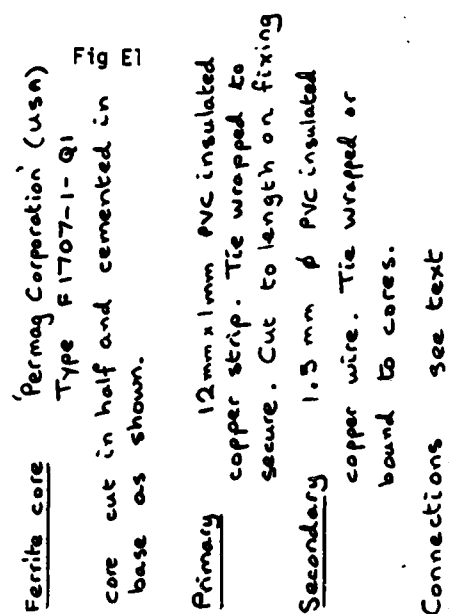 Fig E1
Ferrite core 'Permag Corporation' (USA)
Type F1707-1-Q1
core cut in half and cemented in
base as shown.
Primary 12mm x 1mm PVC insulated
copper strip. Tie wrapped to
secure. Cut to length on fixing
Secondary 1.5 mm ø PVC insulated
copper wire. Tie wrapped or
bound to cores.
Connections see text